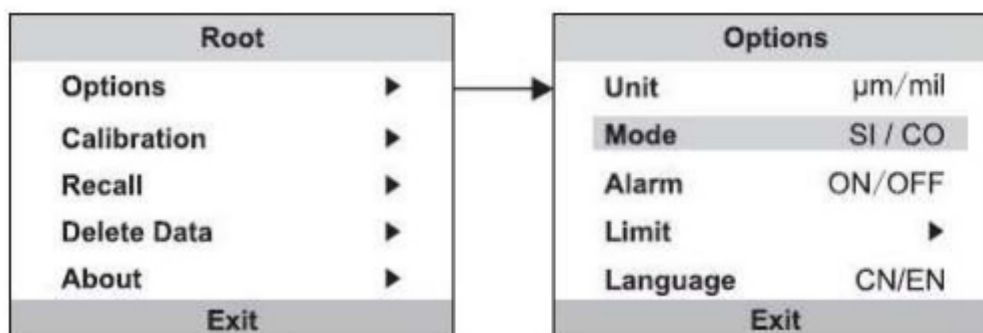 Root
Options ▶
Calibration ▶
Recall ▶
Delete Data ▶
About ▶
Exit
Options
Unit µm/mil
Mode SI / CO
Alarm ON/OFF
Limit ▶
Language CN/EN
Exit